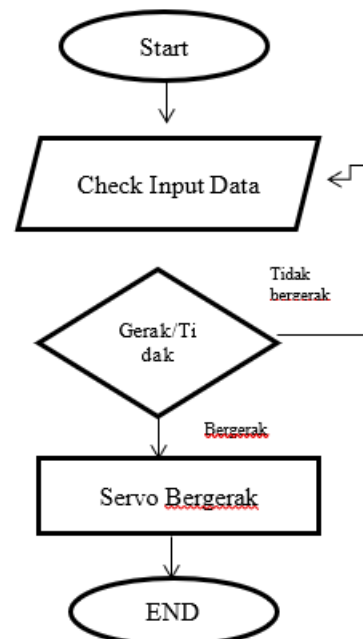 Start
Check Input Data
Tidak
bergerak
Gerak/Ti
dak
Bergerak
Servo Bergerak
END